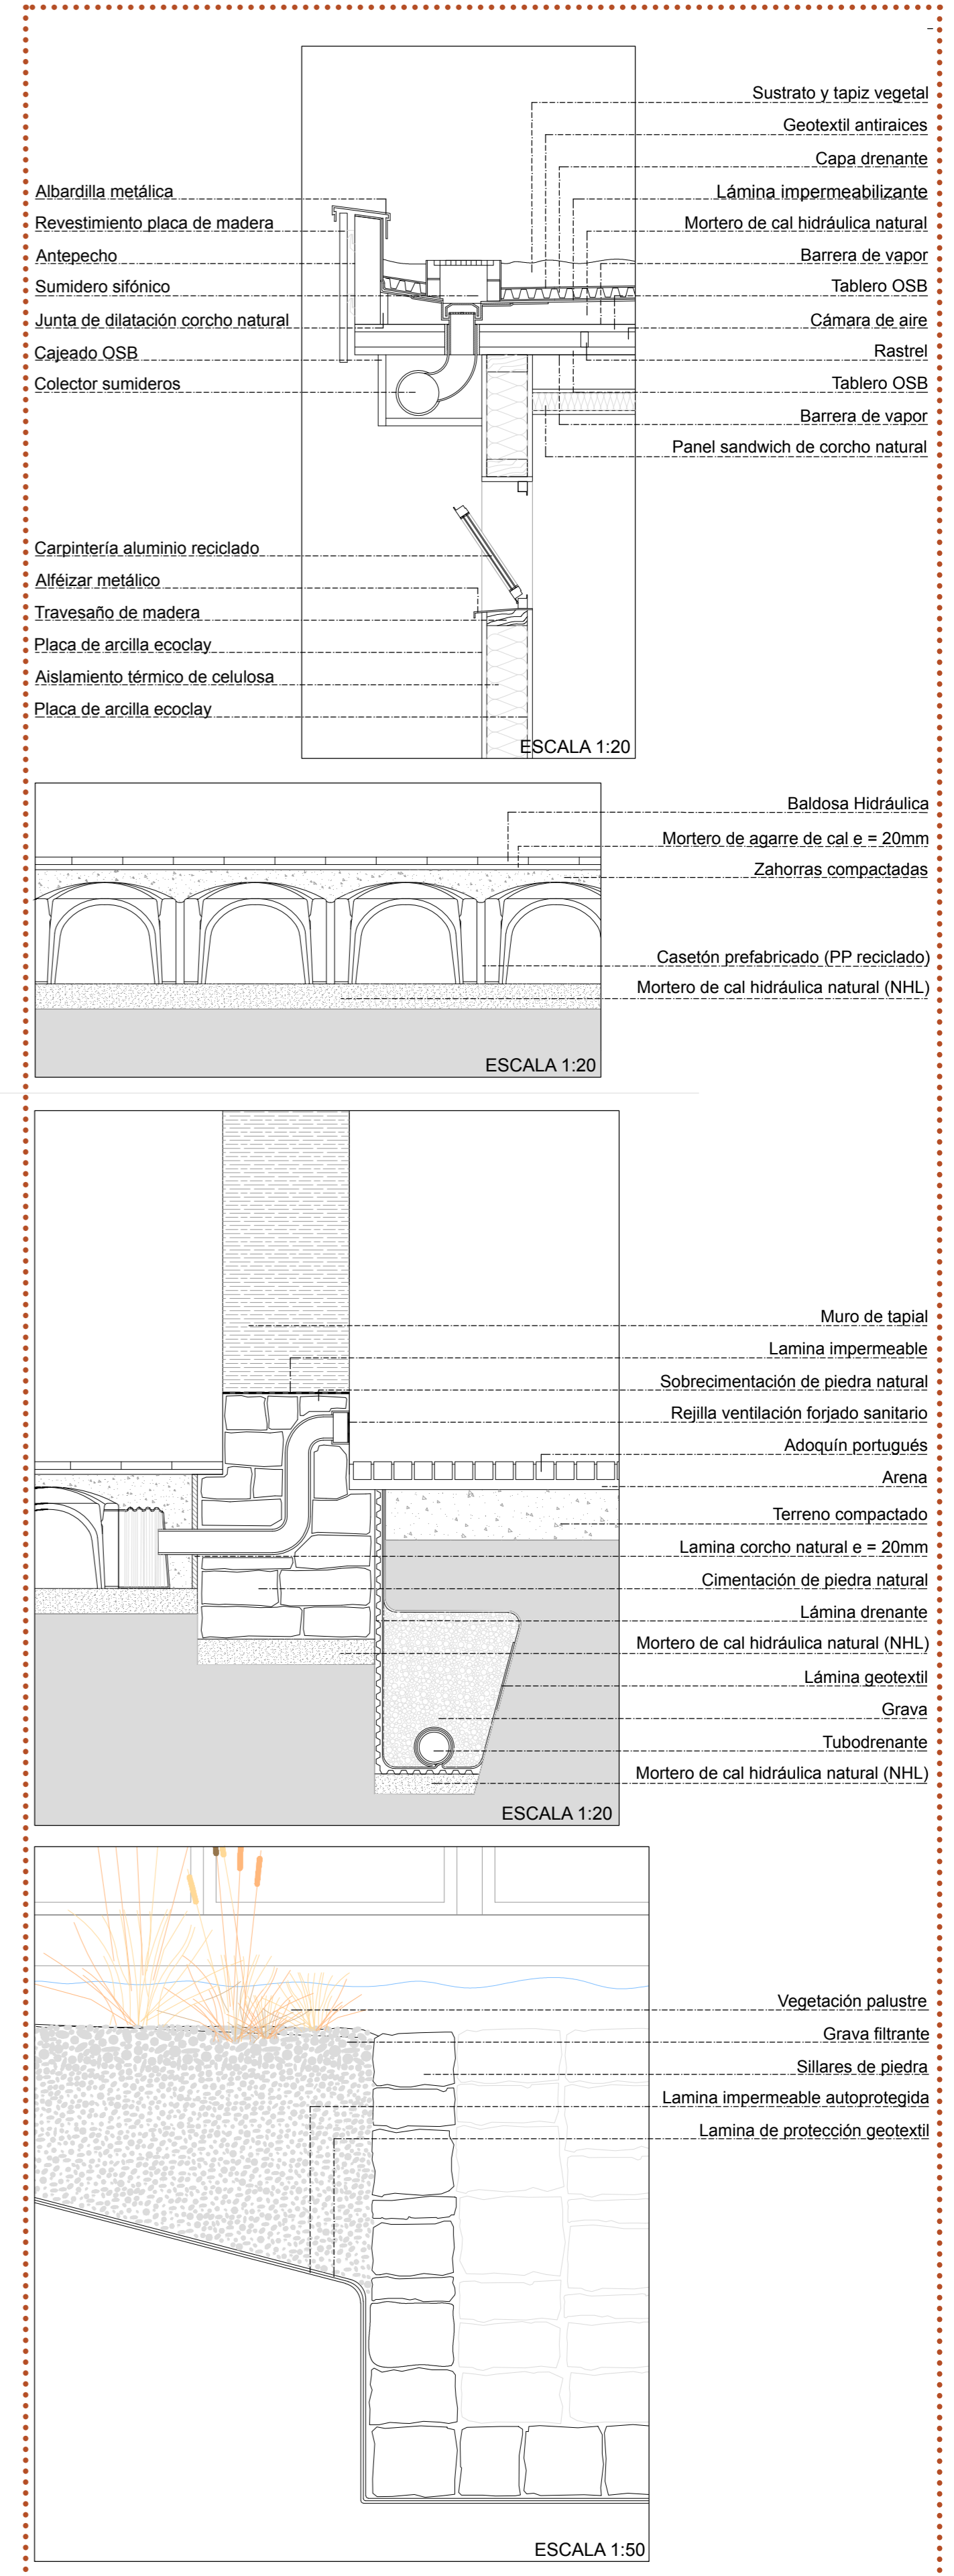 Sustrato y tapiz vegetal
Geotextil antiraices
Capa drenante
Lámina impermeabilizante
Mortero de cal hidráulica natural
Barrera de vapor
Tablero OSB
Cámara de aire
Rastrel
Tablero OSB
Barrera de vapor
Panel sandwich de corcho natural
Albardilla metálica
Revestimiento placa de madera
Antepecho
Sumidero sifónico
Junta de dilatación corcho natural
Cajeado OSB
Colector sumideros
Carpintería aluminio reciclado
Alféizar metálico
Travesaño de madera
Placa de arcilla ecoclay
Aislamiento térmico de celulosa
Placa de arcilla ecoclay
ESCALA 1:20
Baldosa Hidráulica
Mortero de agarre de cal e = 20mm
Zahorras compactadas
Casetón prefabricado (PP reciclado)
Mortero de cal hidráulica natural (NHL)
ESCALA 1:20
Muro de tapial
Lamina impermeable
Sobrecimentación de piedra natural
Rejilla ventilación forjado sanitario
Adoquín portugués
Arena
Terreno compactado
Lamina corcho natural e = 20mm
Cimentación de piedra natural
Lámina drenante
Mortero de cal hidráulica natural (NHL)
Lámina geotextil
Grava
Tubodrenante
Mortero de cal hidráulica natural (NHL)
ESCALA 1:20
Vegetación palustre
Grava filtrante
Sillares de piedra
Lamina impermeable autoprotegida
Lamina de protección geotextil
ESCALA 1:50